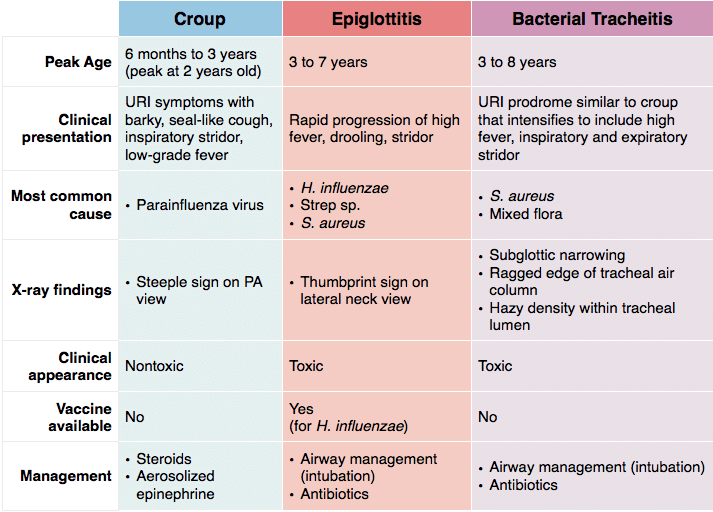 Croup Epiglottitis Bacterial Tracheitis
Peak Age
6 months to 3 years
(peak at 2 years old)
3 to 7 years
3 to 8 years
Clinical
presentation
URI symptoms with
barky, seal-like cough,
inspiratory stridor,
low-grade fever
Rapid progression of high
fever, drooling, stridor
URI prodrome similar to croup
that intensifies to include high
fever, inspiratory and expiratory
stridor
Most common
cause
• Parainfluenza virus
• H. influenzae
• Strep sp.
• S. aureus
• S. aureus
• Mixed flora
X-ray findings
• Steeple sign on PA
view
• Thumbprint sign on
lateral neck view
• Subglottic narrowing
• Ragged edge of tracheal air
column
• Hazy density within tracheal
lumen
Clinical
appearance
Nontoxic
Toxic
Toxic
Vaccine
available
No
Yes
(for H. influenzae)
No
Management
• Steroids
• Aerosolized
epinephrine
• Airway management
(intubation)
• Antibiotics
• Airway management (intubation)
• Antibiotics